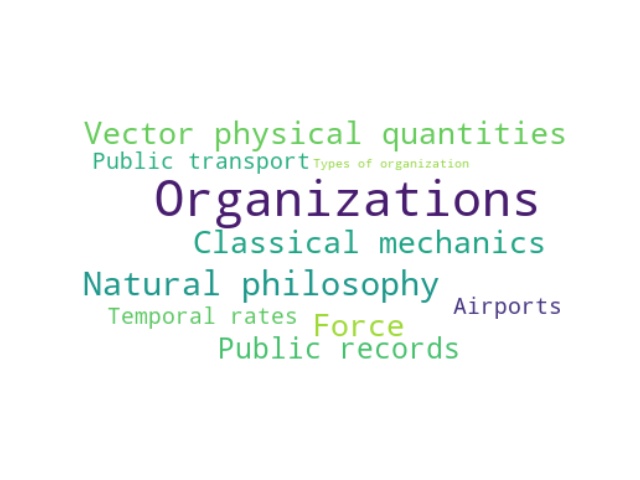 Vector physical quantities
Public transport Types of organization
Organizations
Classical mechanics
Natural philosophy
Airports
Temporal rates Force
Public records